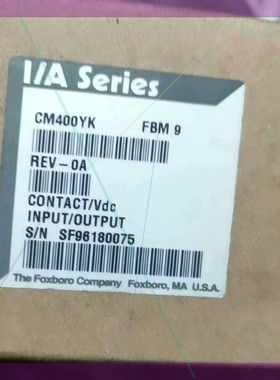 I/A Series
CM400YK FBM 9
REV-0A
CONTACT/Vdc
INPUT/OUTPUT
S/N SF96180075
The Foxboro Company Foxboro, MA U.S.A.